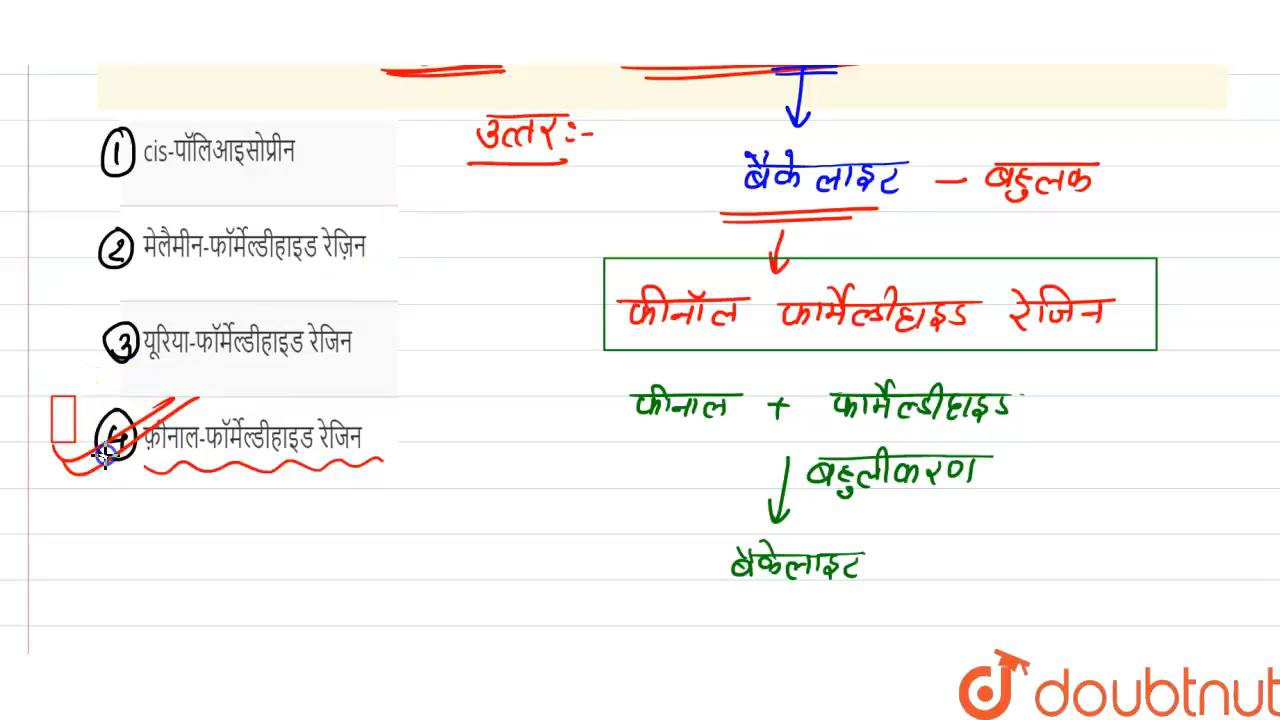 उत्तर:-
① cis-पॉलिआइसोप्रीन
बैकेलाइट - बहुलक
② मेलैमीन-फॉर्मेल्डीहाइड रेज़िन
फीनॉल फार्मेल्डीहाइड रेजिन
③ यूरिया-फॉर्मेल्डीहाइड रेजिन
फीनाल + फार्मेल्डीहाइड
④ फ़ीनाल-फॉर्मेल्डीहाइड रेजिन
बहुलीकरण
बैकेलाइट
doubtnut